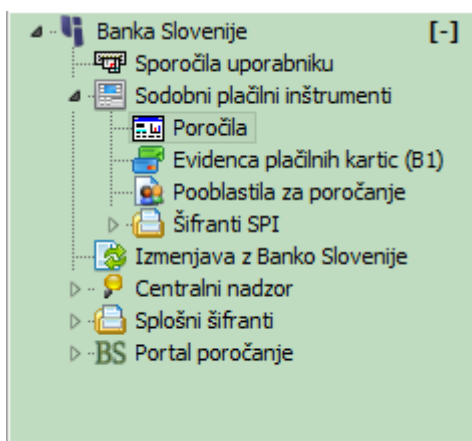 Banka Slovenije [-]
Sporočila uporabniku
Sodobni plačilni inštrumenti
Poročila
Evidenca plačilnih kartic (B1)
Pooblastila za poročanje
Šifranti SPI
Izmenjava z Banko Slovenije
Centralni nadzor
Splošni šifranti
BS Portal poročanje